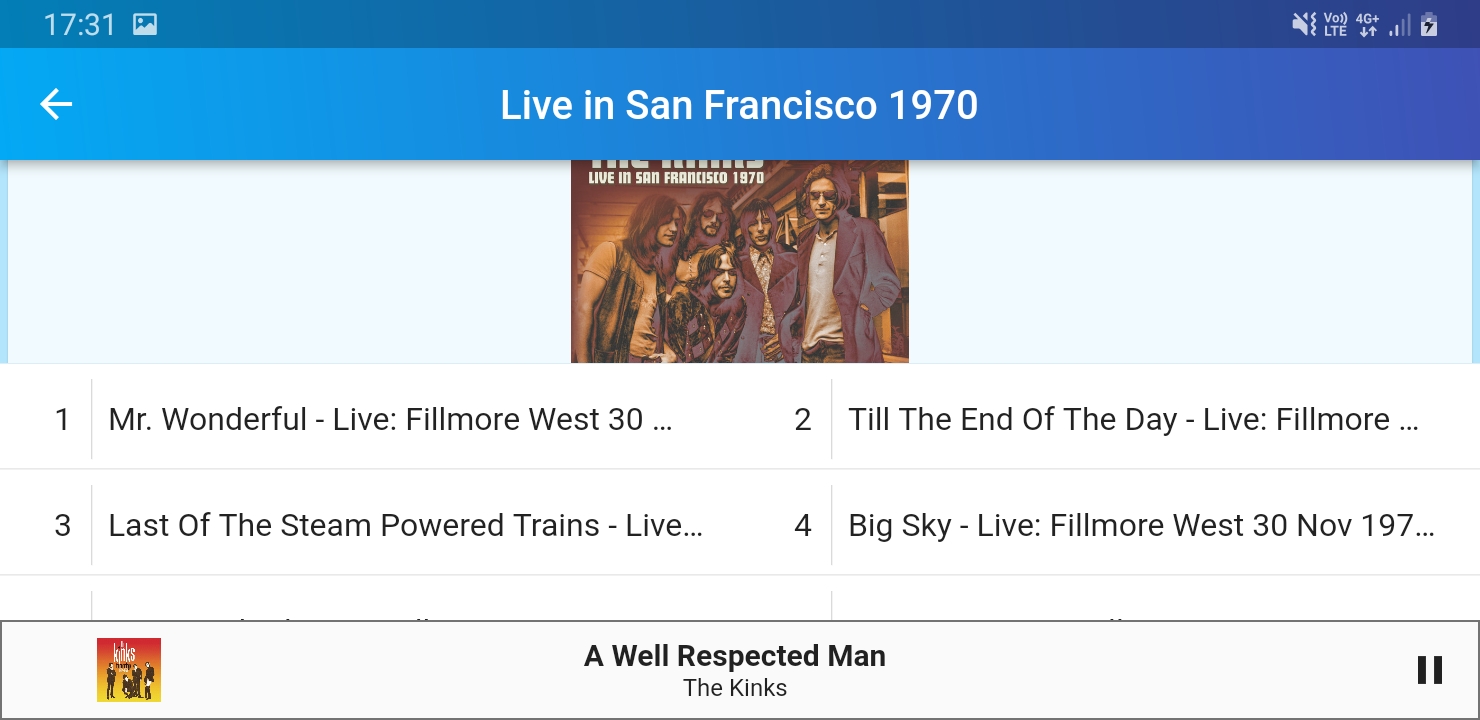 17:31
Vo)) LTE 4G+
Live in San Francisco 1970
LIVE IN SAN FRANCISCO 1970
1 Mr. Wonderful - Live: Fillmore West 30 ...
2 Till The End Of The Day - Live: Fillmore ...
3 Last Of The Steam Powered Trains - Live...
4 Big Sky - Live: Fillmore West 30 Nov 197...
the kinks
A Well Respected Man
The Kinks